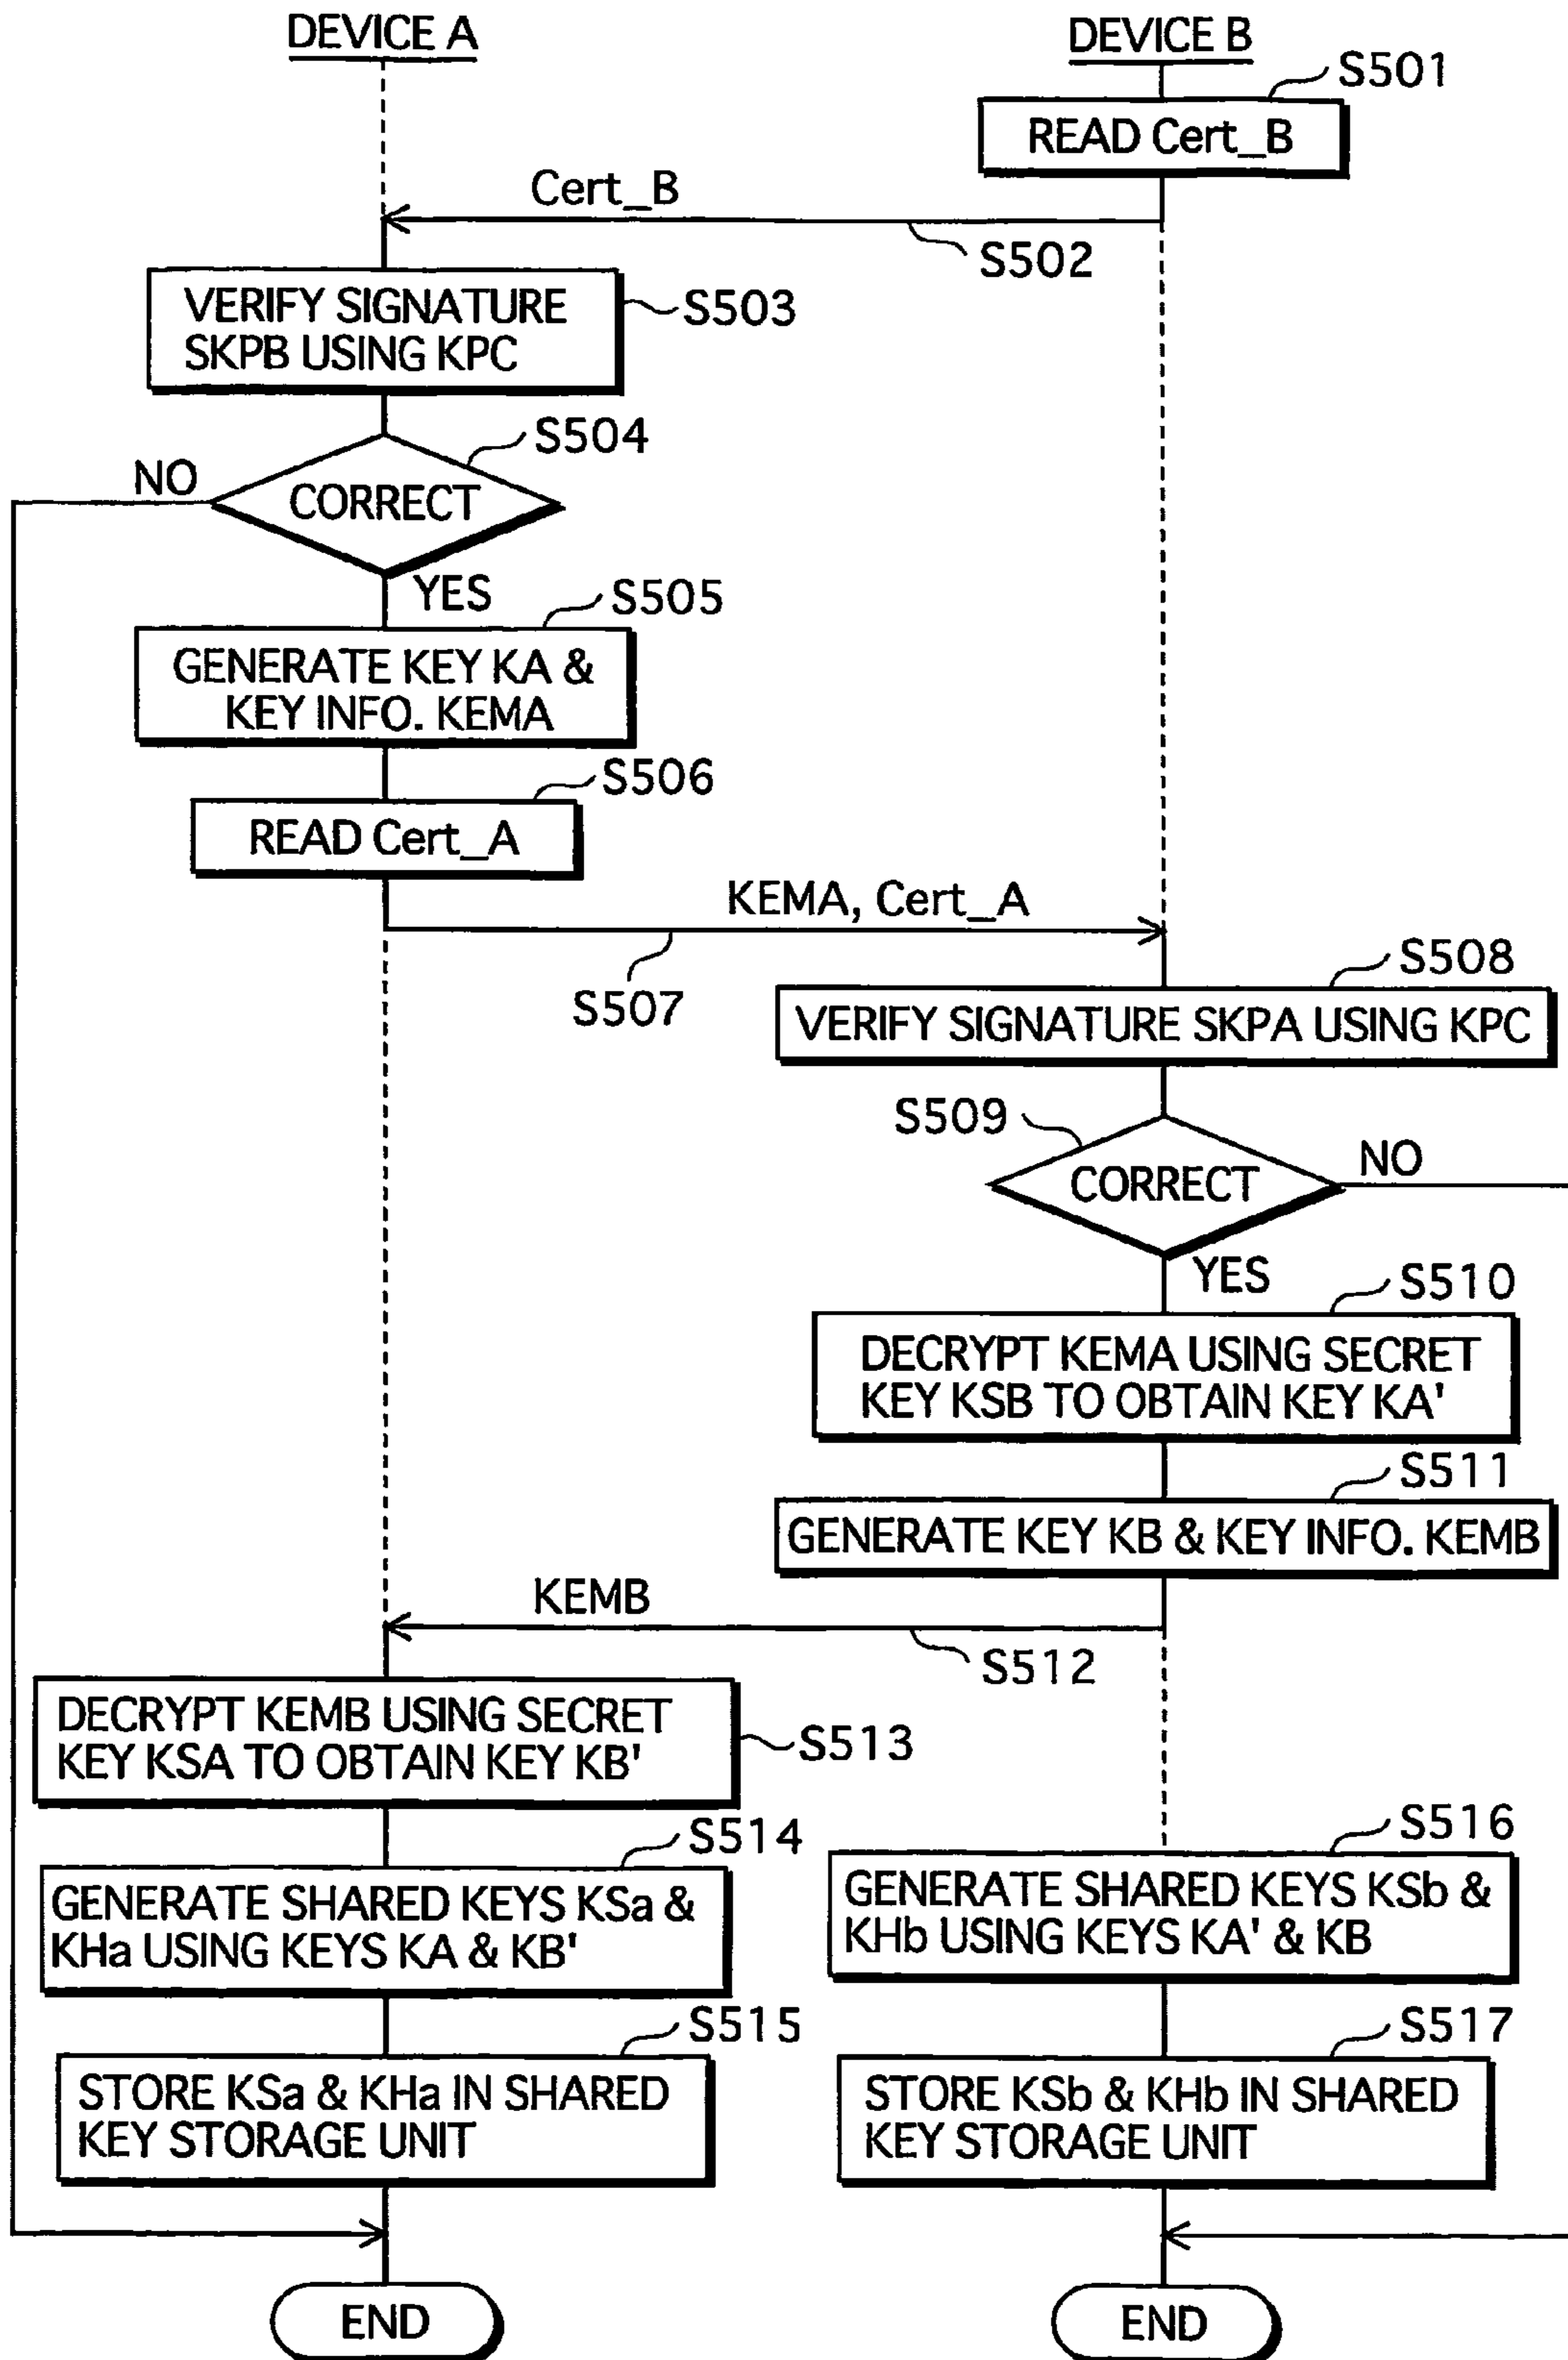 DEVICE A
DEVICE B
S501
READ Cert_B
Cert_B
S502
VERIFY SIGNATURE
SKPB USING KPC
S503
S504
NO
CORRECT
YES
S505
GENERATE KEY KA &
KEY INFO. KEMA
S506
READ Cert_A
KEMA, Cert_A
S507
S508
VERIFY SIGNATURE SKPA USING KPC
S509
CORRECT
NO
YES
S510
DECRYPT KEMA USING SECRET
KEY KSB TO OBTAIN KEY KA'
S511
GENERATE KEY KB & KEY INFO. KEMB
KEMB
S512
DECRYPT KEMB USING SECRET
KEY KSA TO OBTAIN KEY KB'
S513
S514
GENERATE SHARED KEYS KSa &
KHa USING KEYS KA & KB'
S516
GENERATE SHARED KEYS KSb &
KHb USING KEYS KA' & KB
S515
STORE KSa & KHa IN SHARED
KEY STORAGE UNIT
S517
STORE KSb & KHb IN SHARED
KEY STORAGE UNIT
END
END